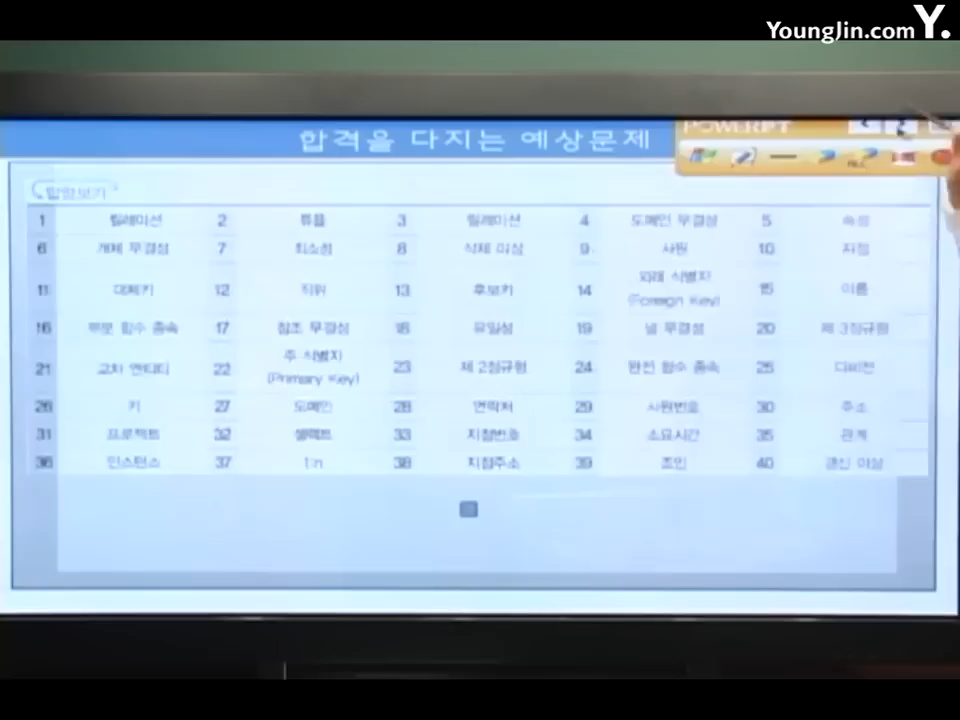 YoungJin.com Y.
합격을 다지는 예상문제
POWERPT
답항보기
1 릴레이션 2 튜플 3 릴레이션 4 도메인 무결성 5 속성
6 개체 무결성 7 최소성 8 삭제 이상 9 사원 10 지점
11 대체키 12 직위 13 후보키 14 외래 식별자 (Foreign Key) 15 이름
16 부분 함수 종속 17 참조 무결성 18 유일성 19 널 무결성 20 제 3정규형
21 교차 엔티티 22 주 식별자 (Primary Key) 23 제 2정규형 24 완전 함수 종속 25 디비전
26 키 27 도메인 28 연락처 29 사원번호 30 주소
31 프로젝트 32 셀렉트 33 지점번호 34 소요시간 35 관계
36 인스턴스 37 1:n 38 지점주소 39 조인 40 갱신 이상